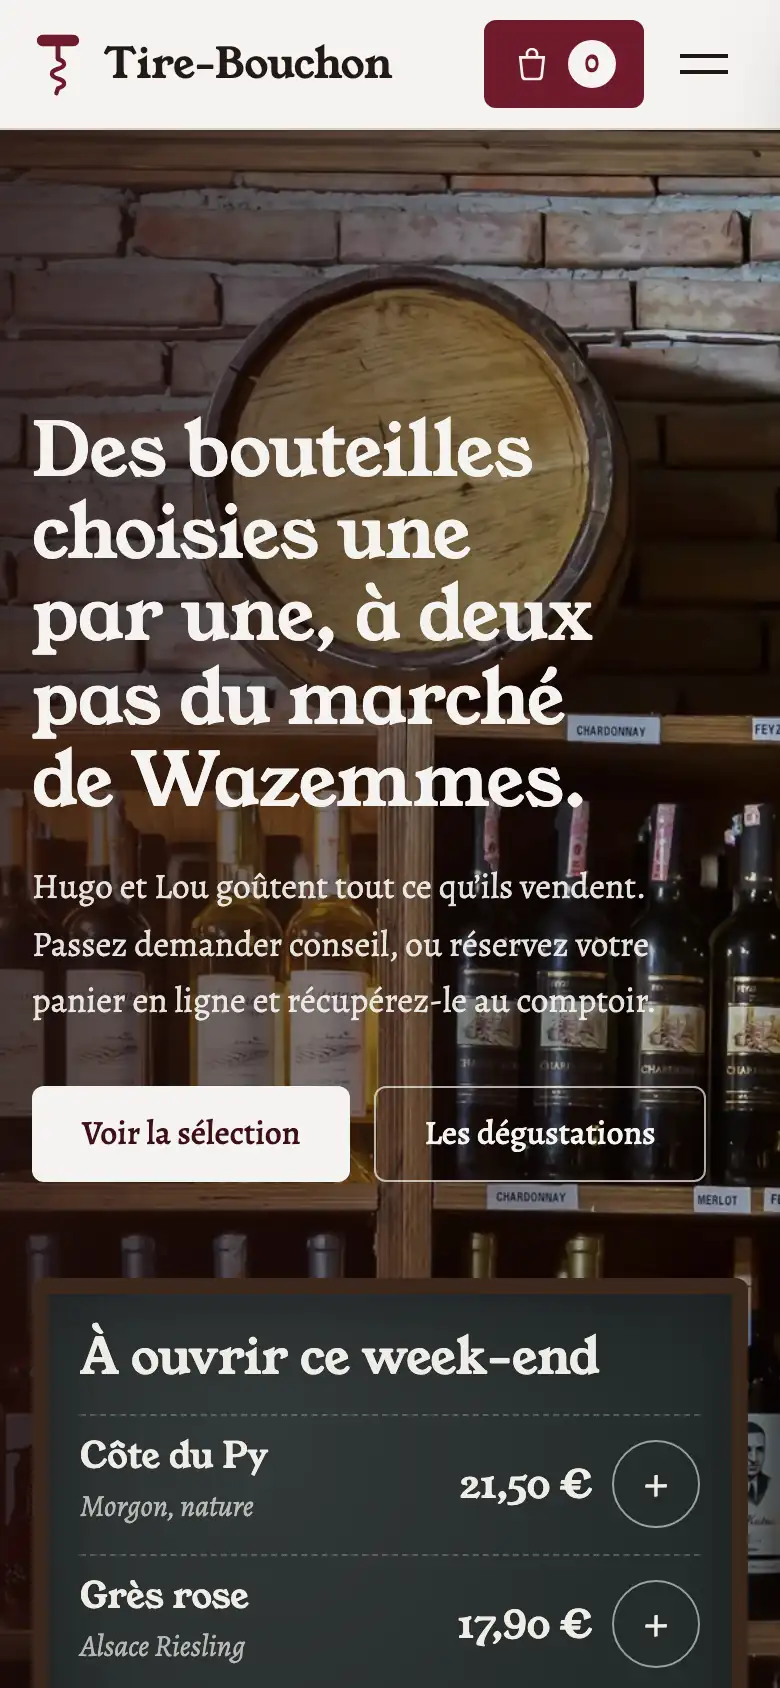 Tire-Bouchon
0
Des bouteilles
choisies une
par une, à deux
pas du marché
de Wazemmes.
CHARDONNAY
Hugo et Lou goûtent tout ce qu'ils vendent.
Passez demander conseil, ou réservez votre
panier en ligne et récupérez-le au comptoir.
Voir la sélection
Les dégustations
CHARDONNAY
MERLOT
À ouvrir ce week-end
Côte du Py
21,50 €
+
Morgon, nature
Grès rose
17,90 €
+
Alsace Riesling